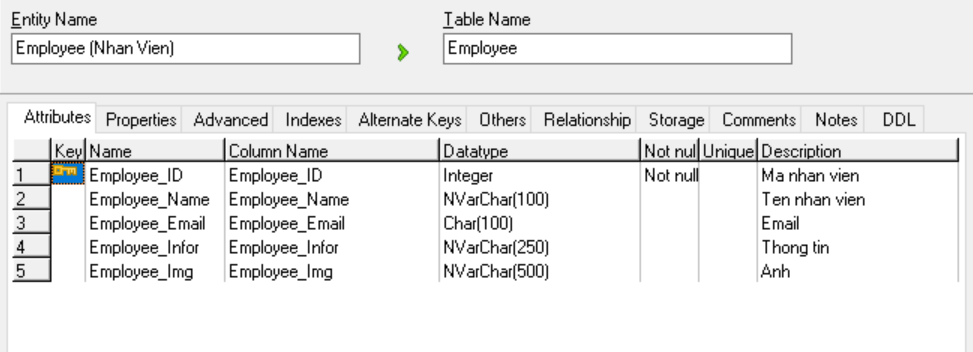 Entity Name Table Name
Employee (Nhan Vien) Employee
Attributes Properties Advanced Indexes Alternate Keys Others Relationship Storage Comments Notes DDL
Key Name Column Name Datatype Not nul Unique Description
1 Employee_ID Employee_ID Integer Not null Ma nhan vien
2 Employee_Name Employee_Name NVarChar(100) Ten nhan vien
3 Employee_Email Employee_Email Char(100) Email
4 Employee_Infor Employee_Infor NVarChar(250) Thong tin
5 Employee_Img Employee_Img NVarChar(500) Anh